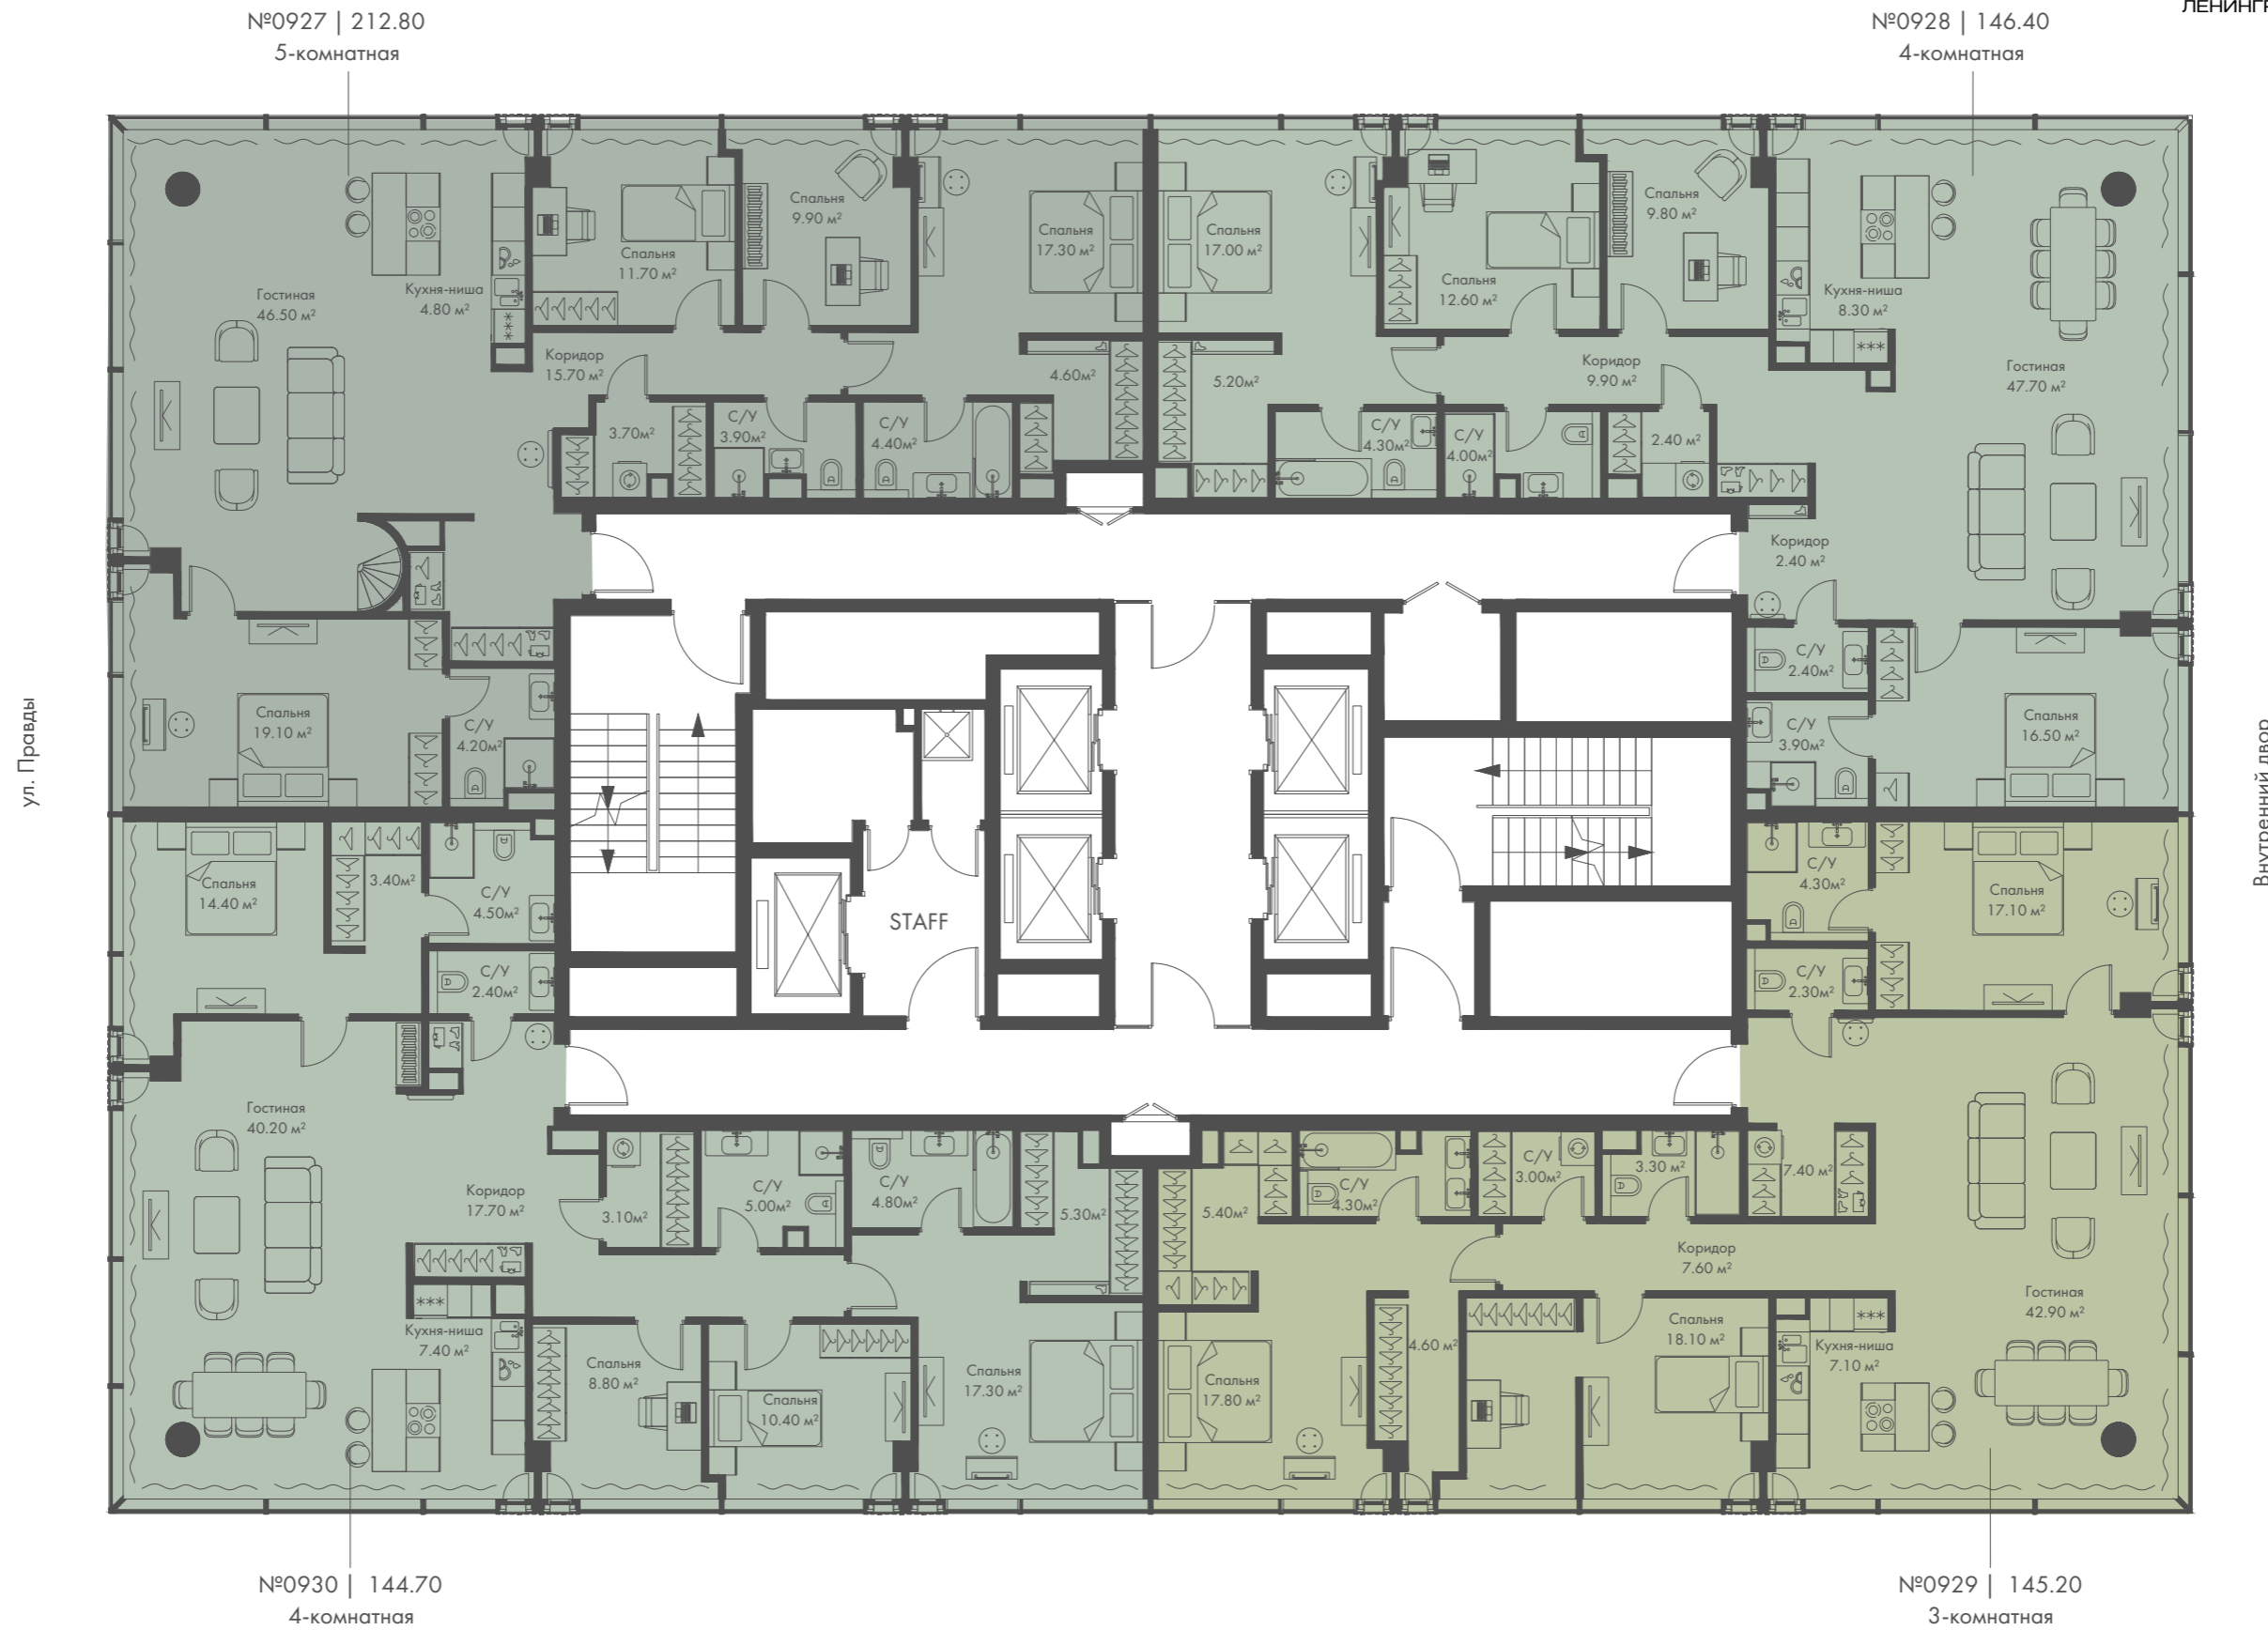 №0927 | 212.80
5-комнатная
№0928 | 146.40
4-комнатная
Гостиная
46.50 м²
Кухня-ниша
4.80 м²
Спальня
11.70 м²
Спальня
9.90 м²
Спальня
17.30 м²
Коридор
15.70 м²
3.70м²
С/У
3.90м²
С/У
4.40м²
4.60м²
Спальня
19.10 м²
С/У
4.20м²
Спальня
17.00 м²
Спальня
12.60 м²
Спальня
9.80 м²
Кухня-ниша
8.30 м²
Гостиная
47.70 м²
5.20м²
Коридор
9.90 м²
С/У
4.30м²
С/У
4.00м²
2.40 м²
Коридор
2.40 м²
С/У
2.40м²
С/У
3.90м²
Спальня
16.50 м²
ул. Правды
Внутренний двор
STAFF
Спальня
14.40 м²
3.40м²
С/У
4.50м²
С/У
2.40м²
Гостиная
40.20 м²
Коридор
17.70 м²
3.10м²
С/У
5.00м²
С/У
4.80м²
5.30м²
Кухня-ниша
7.40 м²
Спальня
8.80 м²
Спальня
10.40 м²
Спальня
17.30 м²
С/У
4.30м²
Спальня
17.10 м²
С/У
2.30м²
5.40м²
С/У
4.30м²
С/У
3.00м²
3.30 м²
7.40 м²
Коридор
7.60 м²
Гостиная
42.90 м²
Спальня
17.80 м²
4.60 м²
Спальня
18.10 м²
Кухня-ниша
7.10 м²
№0930 | 144.70
4-комнатная
№0929 | 145.20
3-комнатная